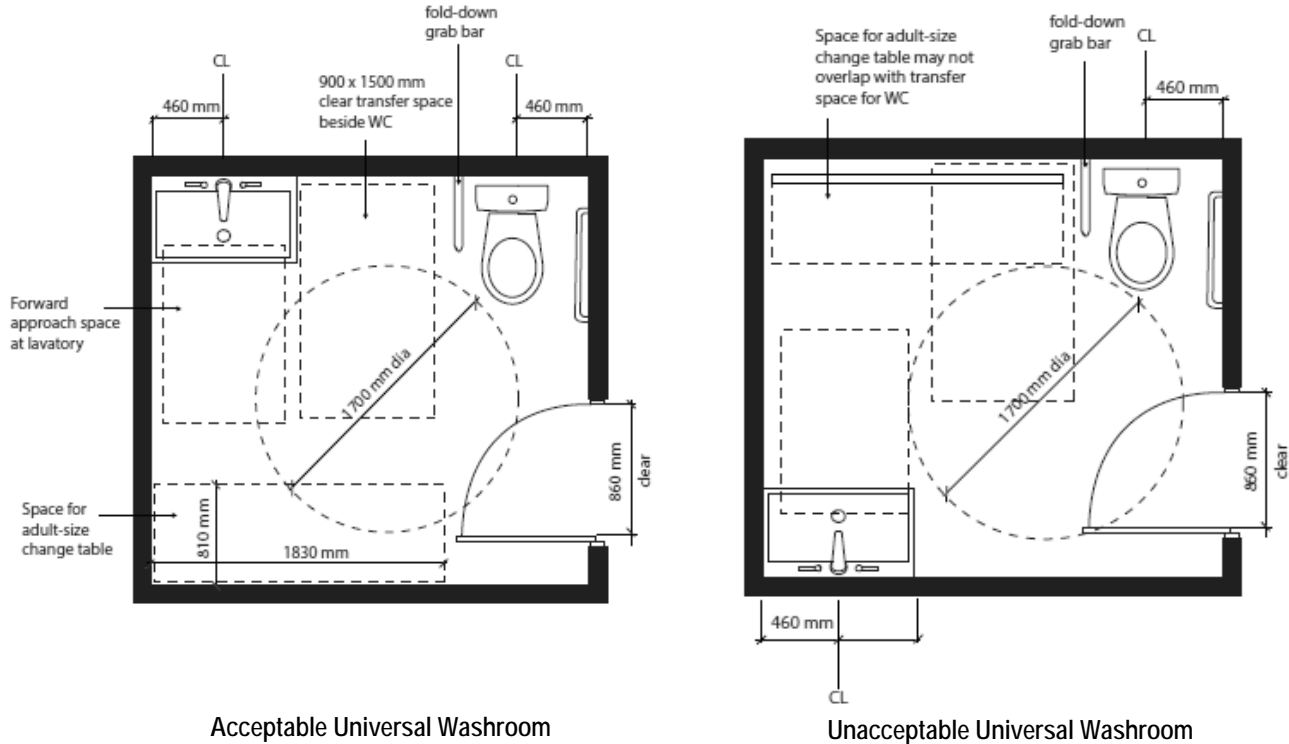 fold-down
grab bar
CL
900 x 1500 mm
clear transfer space
beside WC
CL
460 mm
460 mm
Forward
approach space
at lavatory
1700 mm dia
860 mm
clear
Space for
adult-size
change table
810 mm
1830 mm
Acceptable Universal Washroom
Space for adult-size
change table may not
overlap with transfer
space for WC
fold-down
grab bar
CL
460 mm
1700 mm dia
860 mm
clear
460 mm
CL
Unacceptable Universal Washroom